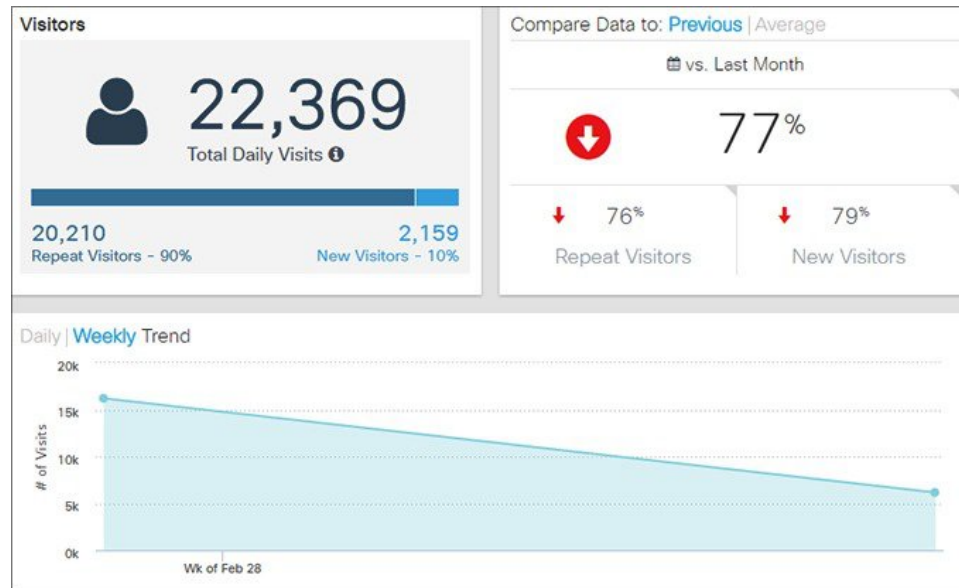 Visitors
22,369
Total Daily Visits
20,210
Repeat Visitors - 90%
2,159
New Visitors - 10%
Compare Data to: Previous | Average
vs. Last Month
77%
76%
Repeat Visitors
79%
New Visitors
Daily | Weekly Trend
# of Visits
20k
15k
10k
5k
0k
Wk of Feb 28